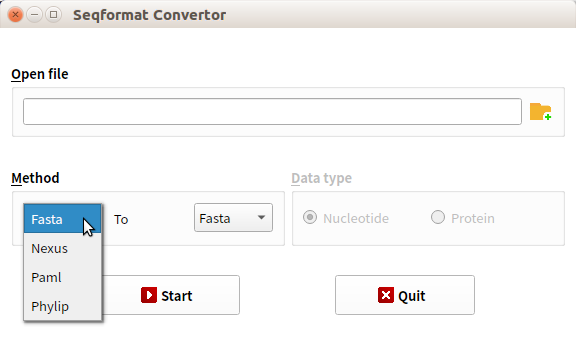 Seqformat Convertor
Open file
Method
Data type
Fasta
To
Fasta
Nucleotide
Protein
Nexus
Paml
Phylip
Start
Quit